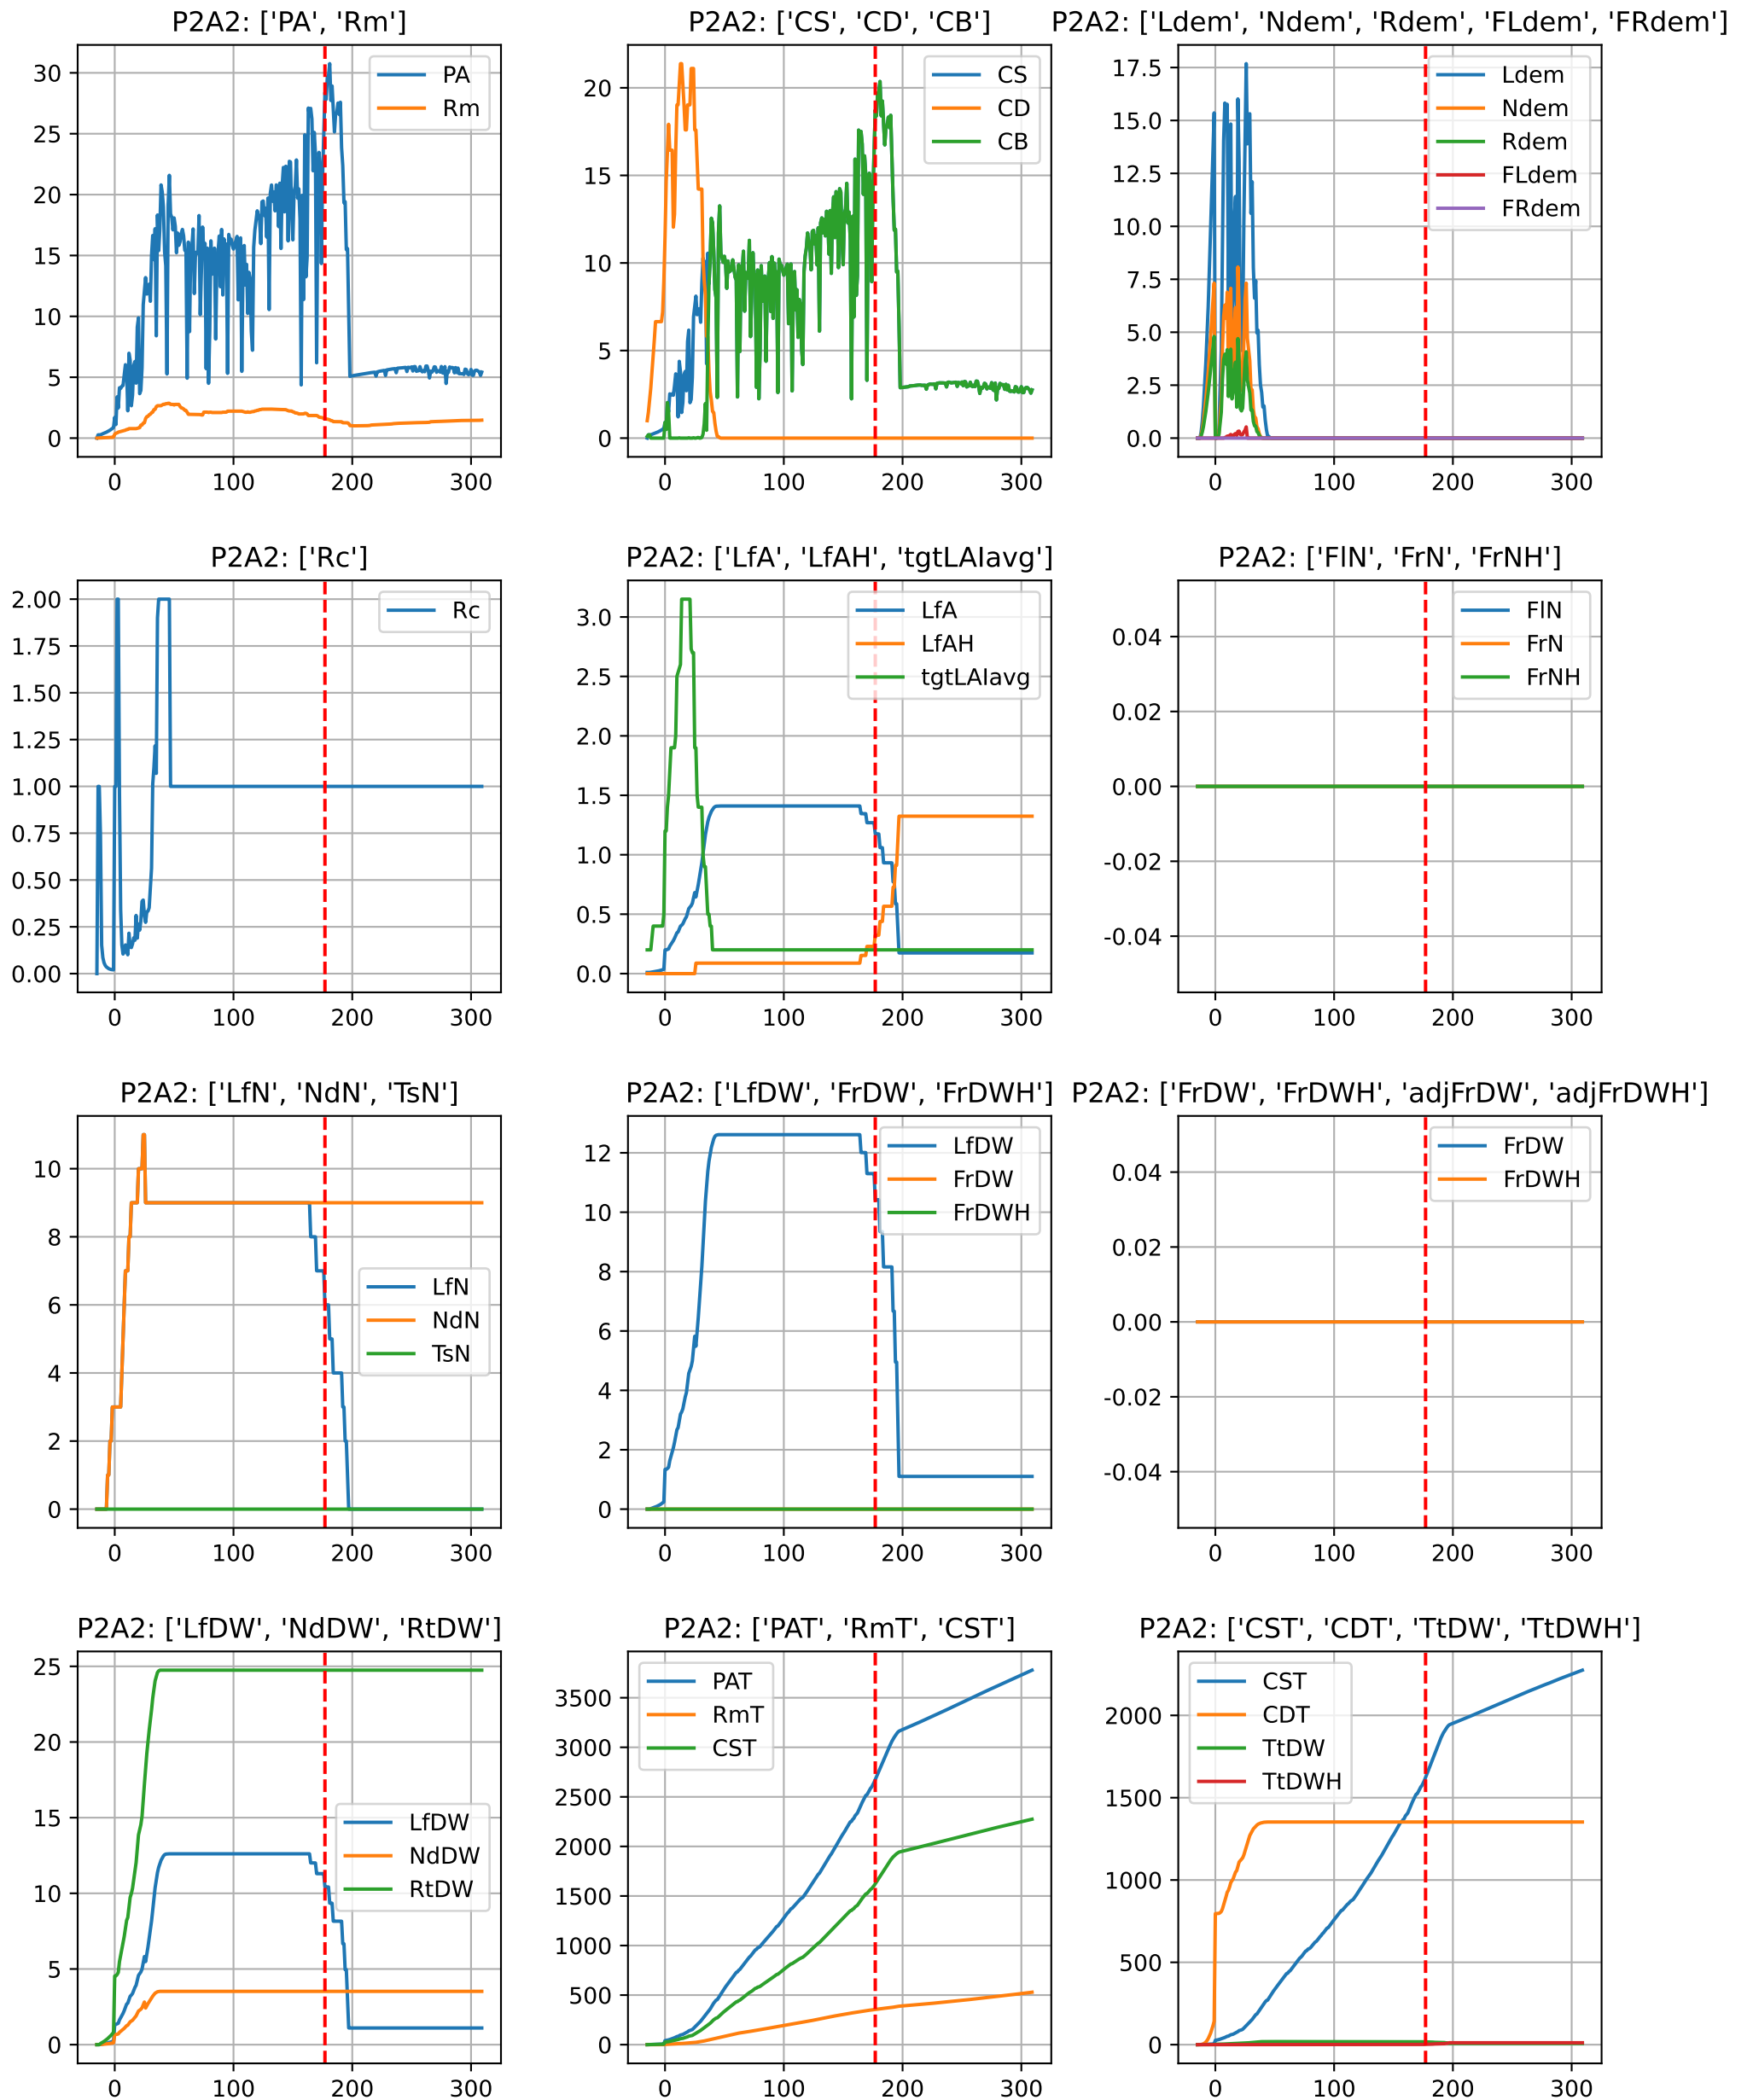 P2A2: ['PA', 'Rm']
30
25
20
15
10
5
0
0 100 200 300
PA
Rm
P2A2: ['CS', 'CD', 'CB']
20
15
10
5
0
0 100 200 300
CS
CD
CB
P2A2: ['Ldem', 'Ndem', 'Rdem', 'FLdem', 'FRdem']
17.5
15.0
12.5
10.0
7.5
5.0
2.5
0.0
0 100 200 300
Ldem
Ndem
Rdem
FLdem
FRdem
P2A2: ['Rc']
2.00
1.75
1.50
1.25
1.00
0.75
0.50
0.25
0.00
0 100 200 300
Rc
P2A2: ['LfA', 'LfAH', 'tgtLAIavg']
3.0
2.5
2.0
1.5
1.0
0.5
0.0
0 100 200 300
LfA
LfAH
tgtLAIavg
P2A2: ['FlN', 'FrN', 'FrNH']
0.04
0.02
0.00
-0.02
-0.04
0 100 200 300
FlN
FrN
FrNH
P2A2: ['LfN', 'NdN', 'TsN']
10
8
6
4
2
0
0 100 200 300
LfN
NdN
TsN
P2A2: ['LfDW', 'FrDW', 'FrDWH']
12
10
8
6
4
2
0
0 100 200 300
LfDW
FrDW
FrDWH
P2A2: ['FrDW', 'FrDWH', 'adjFrDW', 'adjFrDWH']
0.04
0.02
0.00
-0.02
-0.04
0 100 200 300
FrDW
FrDWH
P2A2: ['LfDW', 'NdDW', 'RtDW']
25
20
15
10
5
0
0 100 200 300
LfDW
NdDW
RtDW
P2A2: ['PAT', 'RmT', 'CST']
3500
3000
2500
2000
1500
1000
500
0
0 100 200 300
PAT
RmT
CST
P2A2: ['CST', 'CDT', 'TtDW', 'TtDWH']
2000
1500
1000
500
0
0 100 200 300
CST
CDT
TtDW
TtDWH